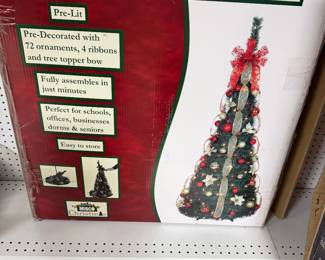 Pre-Lit
Pre-Decorated with
72 ornaments, 4 ribbons
and tree topper bow
Fully assembles in
just minutes
Perfect for schools,
offices, businesses
dorms & seniors
Easy to store
Christmas